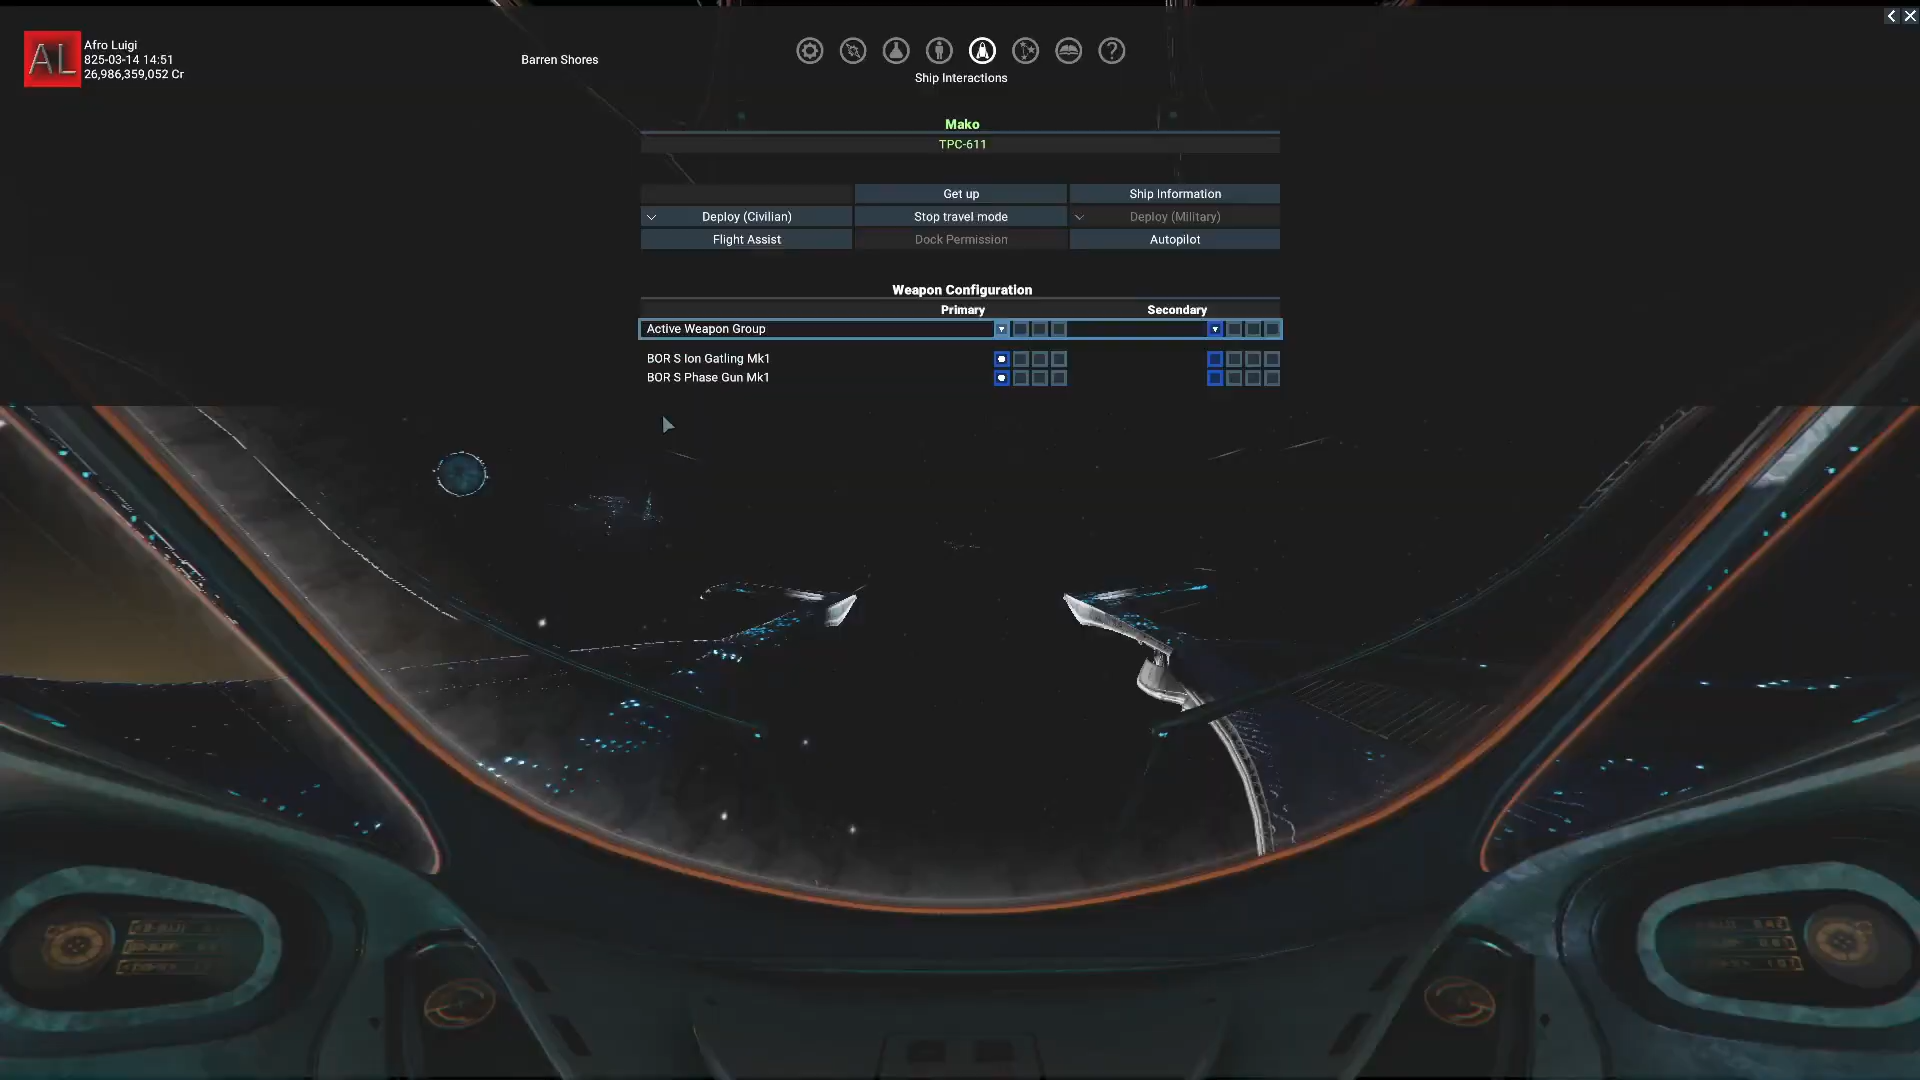 AL
Afro Luigi
825-03-14 14:51
26,986,359,052 Cr
Barren Shores
Ship Interactions
Mako
TPC-611
Get up
Ship Information
Deploy (Civilian)
Stop travel mode
Deploy (Military)
Flight Assist
Dock Permission
Autopilot
Weapon Configuration
Primary
Secondary
Active Weapon Group
BOR S Ion Gatling Mk1
BOR S Phase Gun Mk1